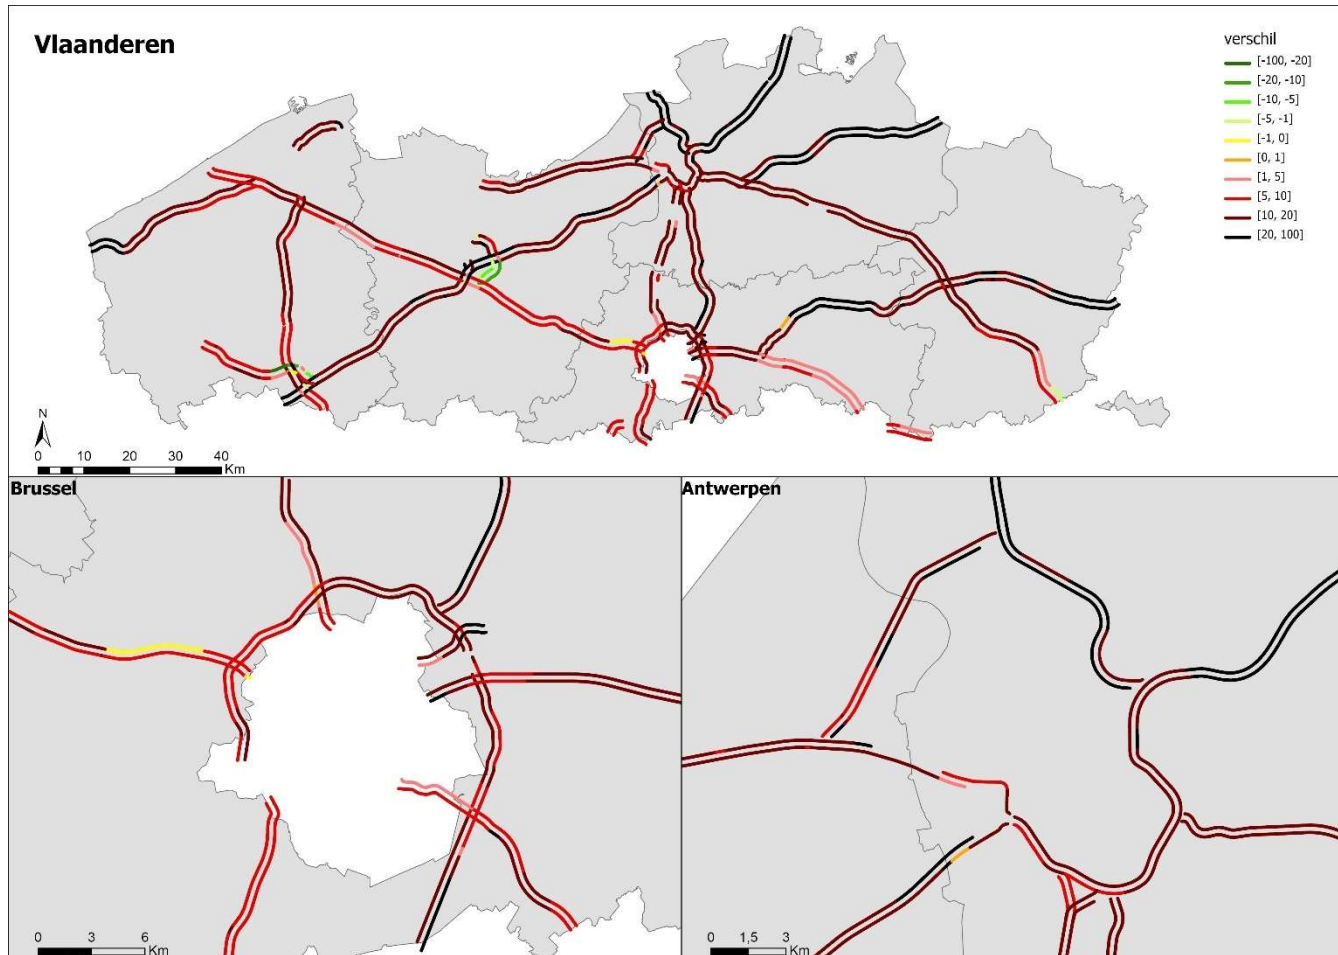 Vlaanderen
verschil
[-100, -20]
[-20, -10]
[-10, -5]
[-5, -1]
[-1, 0]
[0, 1]
[1, 5]
[5, 10]
[10, 20]
[20, 100]
N
0 10 20 30 40
Km
Brussel
0 3 6
Km
Antwerpen
0 1,5 3
Km